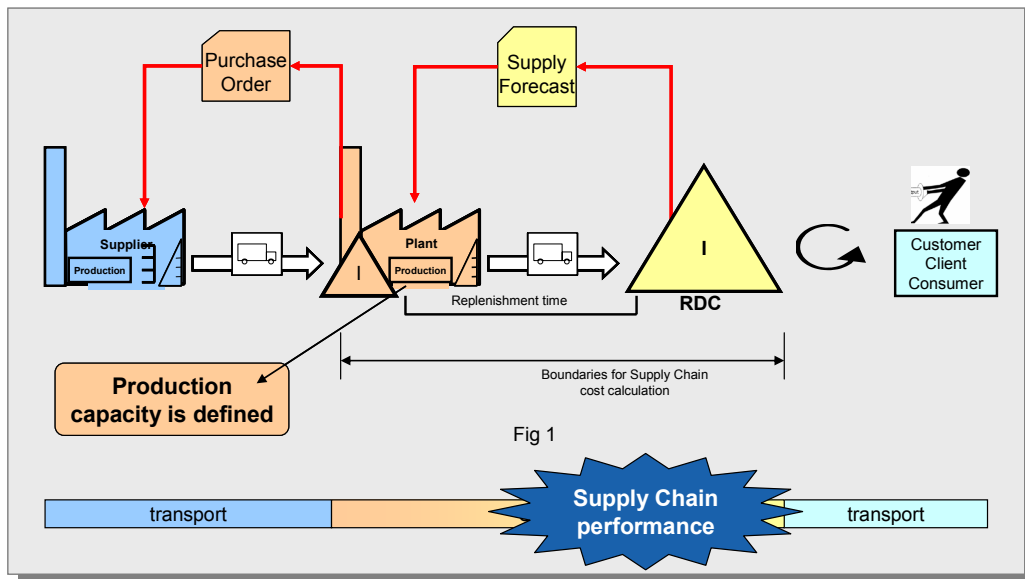 Purchase
Order
Supply
Forecast
Supplier
Production
I
Plant
Production
I
RDC
Customer
Client
Consumer
Replenishment time
Boundaries for Supply Chain
cost calculation
Production
capacity is defined
Fig 1
transport
Supply Chain
performance
transport